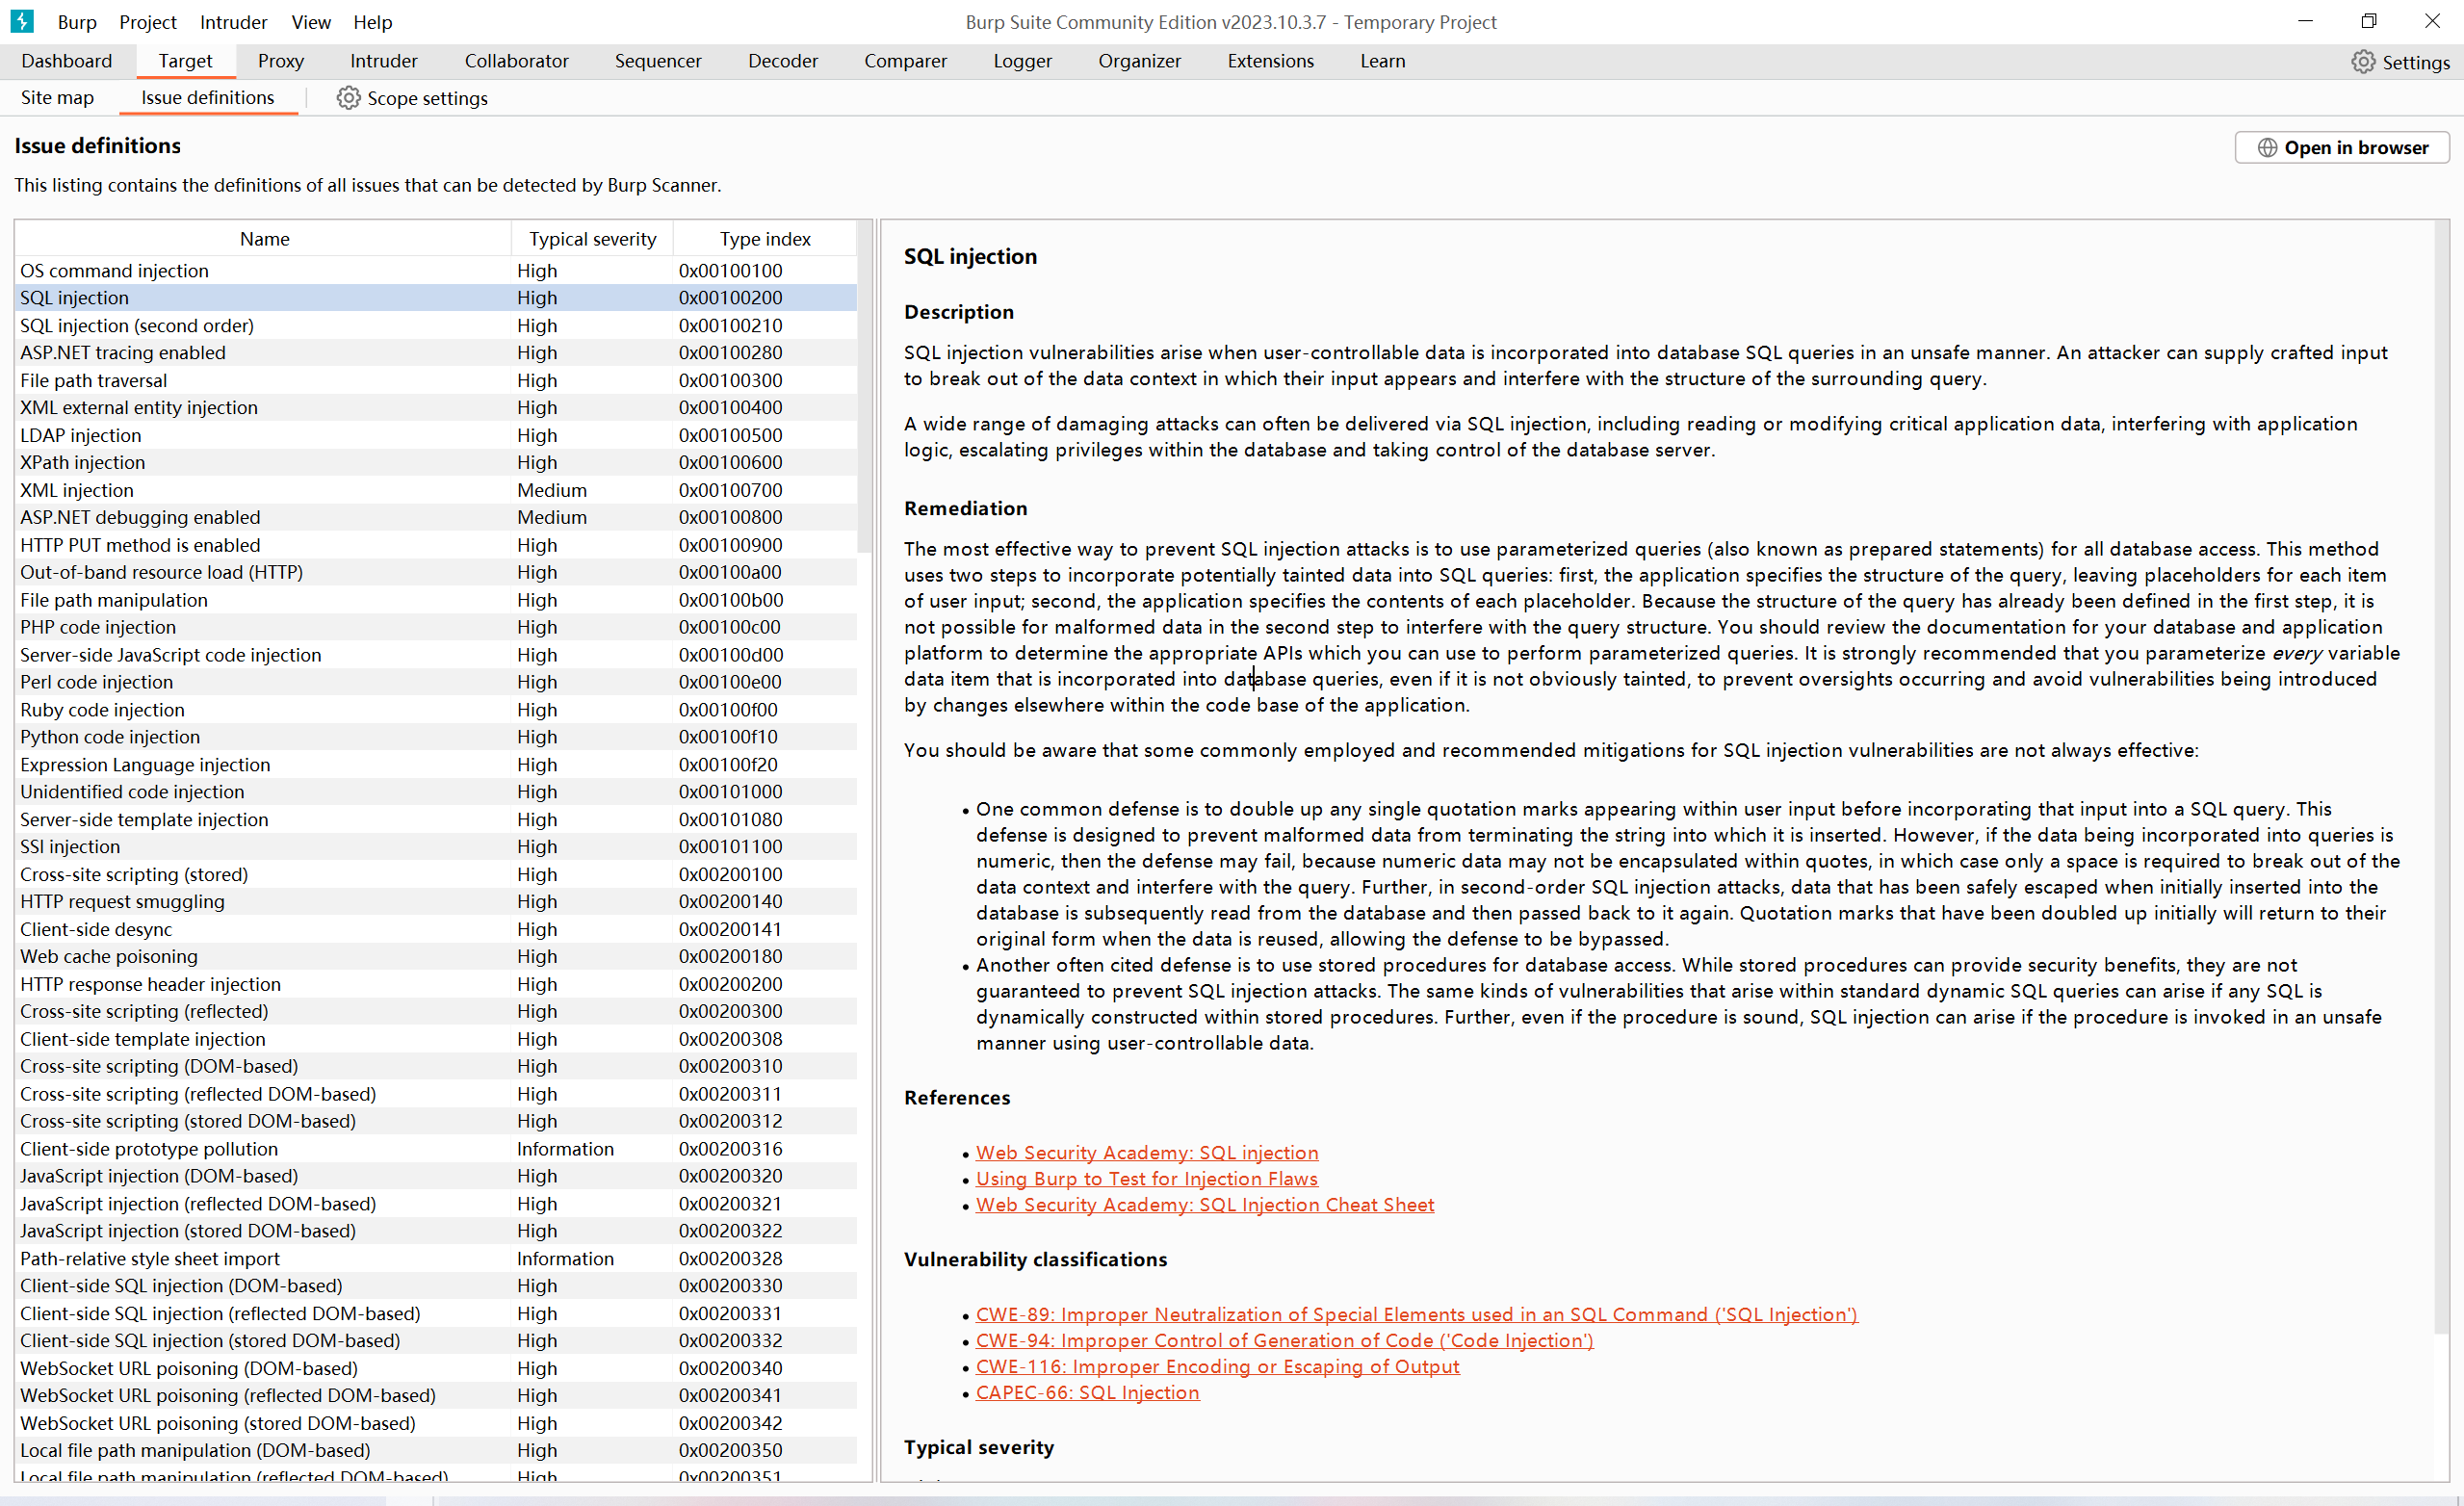 Burp Project Intruder View Help
Burp Suite Community Edition v2023.10.3.7 - Temporary Project
Dashboard Target Proxy Intruder Collaborator Sequencer Decoder Comparer Logger Organizer Extensions Learn Settings
Site map Issue definitions Scope settings
Issue definitions
Open in browser
This listing contains the definitions of all issues that can be detected by Burp Scanner.
Name Typical severity Type index
OS command injection High 0x00100100
SQL injection High 0x00100200
SQL injection (second order) High 0x00100210
ASP.NET tracing enabled High 0x00100280
File path traversal High 0x00100300
XML external entity injection High 0x00100400
LDAP injection High 0x00100500
XPath injection High 0x00100600
XML injection Medium 0x00100700
ASP.NET debugging enabled Medium 0x00100800
HTTP PUT method is enabled High 0x00100900
Out-of-band resource load (HTTP) High 0x00100a00
File path manipulation High 0x00100b00
PHP code injection High 0x00100c00
Server-side JavaScript code injection High 0x00100d00
Perl code injection High 0x00100e00
Ruby code injection High 0x00100f00
Python code injection High 0x00100f10
Expression Language injection High 0x00100f20
Unidentified code injection High 0x00101000
Server-side template injection High 0x00101080
SSI injection High 0x00101100
Cross-site scripting (stored) High 0x00200100
HTTP request smuggling High 0x00200140
Client-side desync High 0x00200141
Web cache poisoning High 0x00200180
HTTP response header injection High 0x00200200
Cross-site scripting (reflected) High 0x00200300
Client-side template injection High 0x00200308
Cross-site scripting (DOM-based) High 0x00200310
Cross-site scripting (reflected DOM-based) High 0x00200311
Cross-site scripting (stored DOM-based) High 0x00200312
Client-side prototype pollution Information 0x00200316
JavaScript injection (DOM-based) High 0x00200320
JavaScript injection (reflected DOM-based) High 0x00200321
JavaScript injection (stored DOM-based) High 0x00200322
Path-relative style sheet import Information 0x00200328
Client-side SQL injection (DOM-based) High 0x00200330
Client-side SQL injection (reflected DOM-based) High 0x00200331
Client-side SQL injection (stored DOM-based) High 0x00200332
WebSocket URL poisoning (DOM-based) High 0x00200340
WebSocket URL poisoning (reflected DOM-based) High 0x00200341
WebSocket URL poisoning (stored DOM-based) High 0x00200342
Local file path manipulation (DOM-based) High 0x00200350
Local file path manipulation (reflected DOM-based) High 0x00200351
SQL injection
Description
SQL injection vulnerabilities arise when user-controllable data is incorporated into database SQL queries in an unsafe manner. An attacker can supply crafted input
to break out of the data context in which their input appears and interfere with the structure of the surrounding query.
A wide range of damaging attacks can often be delivered via SQL injection, including reading or modifying critical application data, interfering with application
logic, escalating privileges within the database and taking control of the database server.
Remediation
The most effective way to prevent SQL injection attacks is to use parameterized queries (also known as prepared statements) for all database access. This method
uses two steps to incorporate potentially tainted data into SQL queries: first, the application specifies the structure of the query, leaving placeholders for each item
of user input; second, the application specifies the contents of each placeholder. Because the structure of the query has already been defined in the first step, it is
not possible for malformed data in the second step to interfere with the query structure. You should review the documentation for your database and application
platform to determine the appropriate APIs which you can use to perform parameterized queries. It is strongly recommended that you parameterize every variable
data item that is incorporated into database queries, even if it is not obviously tainted, to prevent oversights occurring and avoid vulnerabilities being introduced
by changes elsewhere within the code base of the application.
You should be aware that some commonly employed and recommended mitigations for SQL injection vulnerabilities are not always effective:
• One common defense is to double up any single quotation marks appearing within user input before incorporating that input into a SQL query. This
defense is designed to prevent malformed data from terminating the string into which it is inserted. However, if the data being incorporated into queries is
numeric, then the defense may fail, because numeric data may not be encapsulated within quotes, in which case only a space is required to break out of the
data context and interfere with the query. Further, in second-order SQL injection attacks, data that has been safely escaped when initially inserted into the
database is subsequently read from the database and then passed back to it again. Quotation marks that have been doubled up initially will return to their
original form when the data is reused, allowing the defense to be bypassed.
• Another often cited defense is to use stored procedures for database access. While stored procedures can provide security benefits, they are not
guaranteed to prevent SQL injection attacks. The same kinds of vulnerabilities that arise within standard dynamic SQL queries can arise if any SQL is
dynamically constructed within stored procedures. Further, even if the procedure is sound, SQL injection can arise if the procedure is invoked in an unsafe
manner using user-controllable data.
References
• Web Security Academy: SQL injection
• Using Burp to Test for Injection Flaws
• Web Security Academy: SQL Injection Cheat Sheet
Vulnerability classifications
• CWE-89: Improper Neutralization of Special Elements used in an SQL Command ('SQL Injection')
• CWE-94: Improper Control of Generation of Code ('Code Injection')
• CWE-116: Improper Encoding or Escaping of Output
• CAPEC-66: SQL Injection
Typical severity